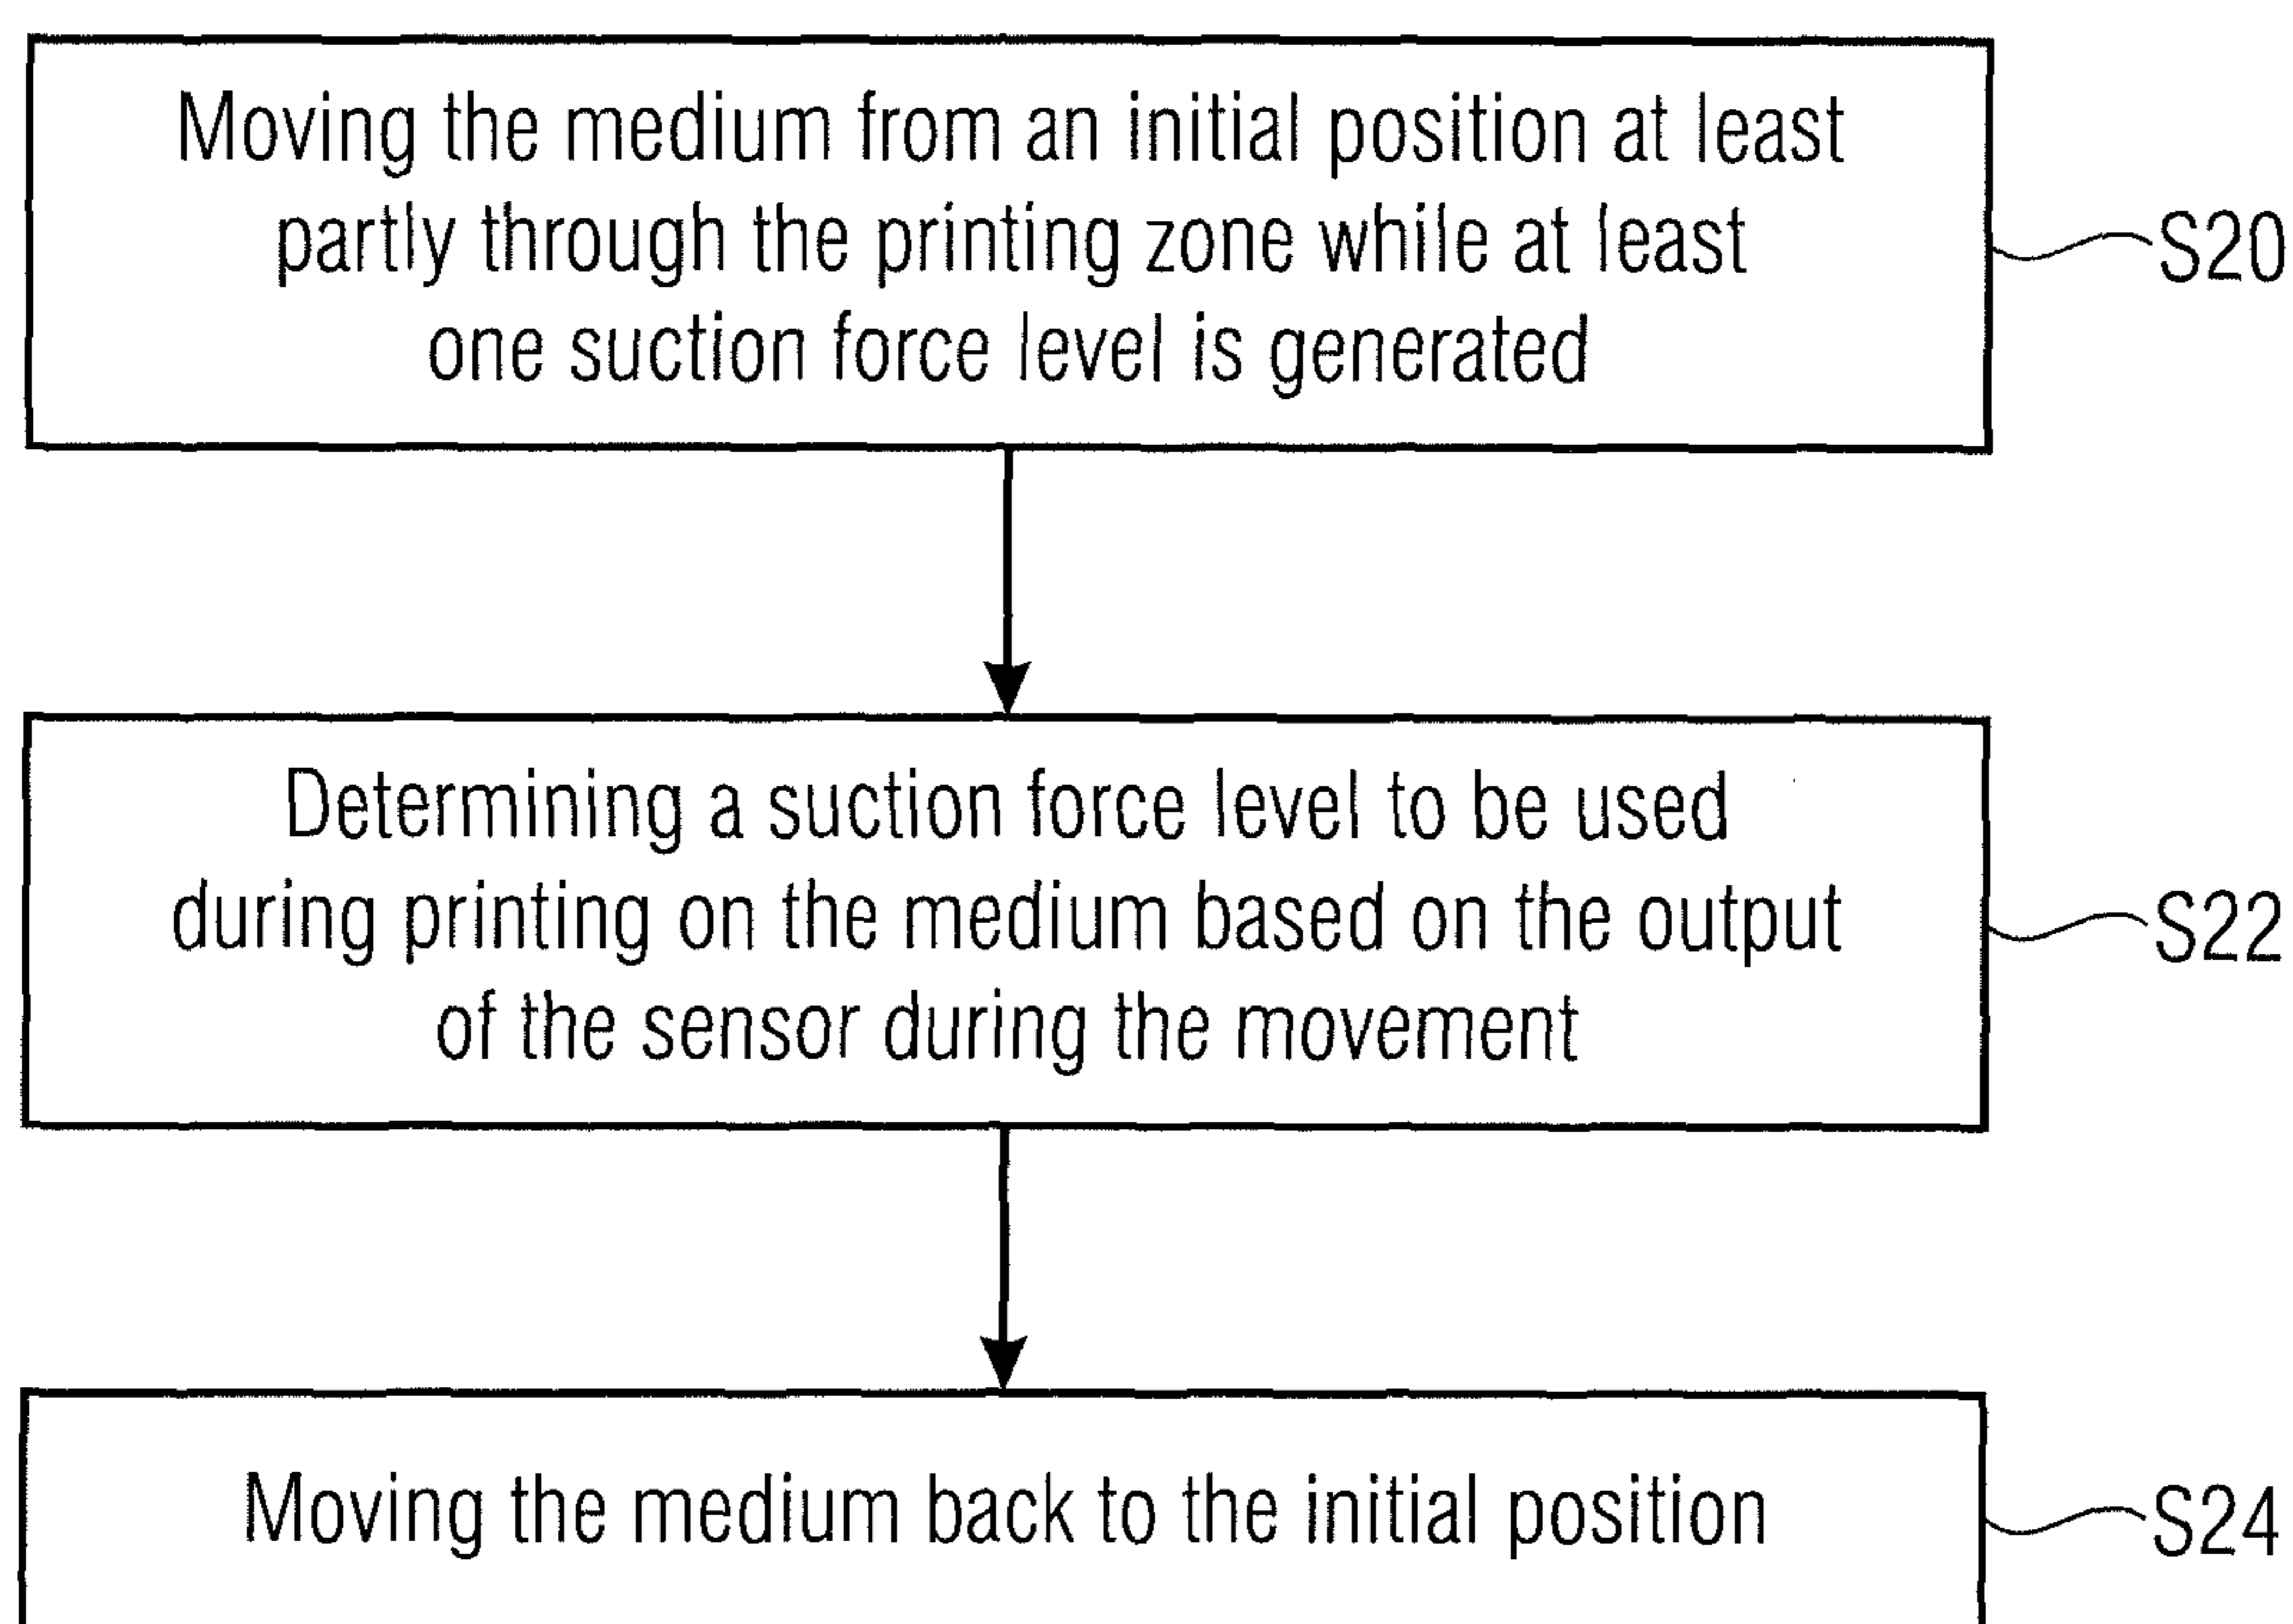 Moving the medium from an initial position at least
partly through the printing zone while at least
one suction force level is generated
S20
Determining a suction force level to be used
during printing on the medium based on the output
of the sensor during the movement
S22
Moving the medium back to the initial position
S24